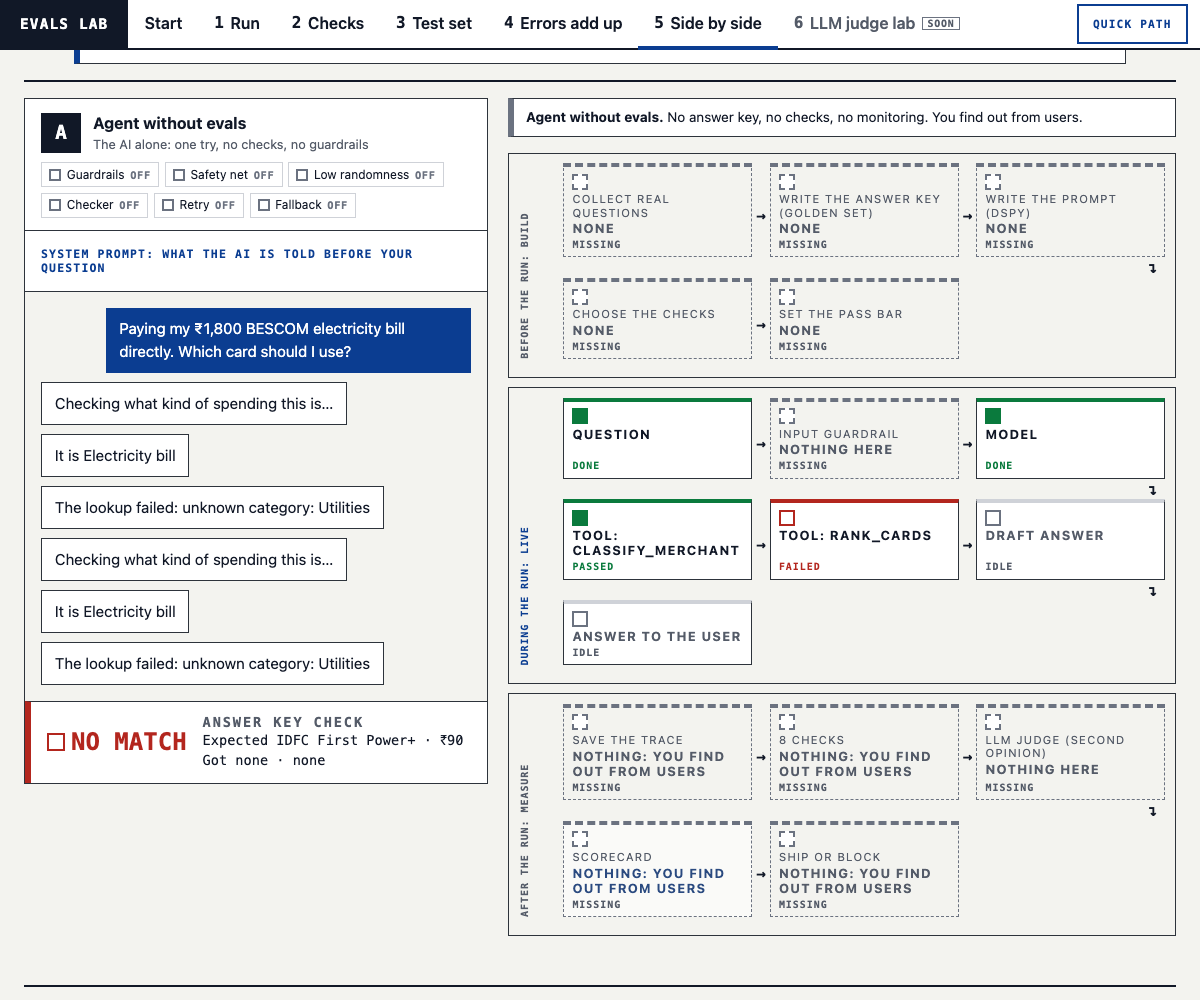 EVALS LAB
Start
1 Run
2 Checks
3 Test set
4 Errors add up
5 Side by side
6 LLM judge lab SOON
QUICK PATH
A
Agent without evals
The AI alone: one try, no checks, no guardrails
Guardrails OFF
Safety net OFF
Low randomness OFF
Checker OFF
Retry OFF
Fallback OFF
SYSTEM PROMPT: WHAT THE AI IS TOLD BEFORE YOUR
QUESTION
Paying my ₹1,800 BESCOM electricity bill
directly. Which card should I use?
Checking what kind of spending this is...
It is Electricity bill
The lookup failed: unknown category: Utilities
Checking what kind of spending this is...
It is Electricity bill
The lookup failed: unknown category: Utilities
NO MATCH
ANSWER KEY CHECK
Expected IDFC First Power+ · ₹90
Got none · none
Agent without evals. No answer key, no checks, no monitoring. You find out from users.
BEFORE THE RUN: BUILD
COLLECT REAL
QUESTIONS
NONE
MISSING
→
WRITE THE ANSWER KEY
(GOLDEN SET)
NONE
MISSING
→
WRITE THE PROMPT
(DSPY)
NONE
MISSING
↴
CHOOSE THE CHECKS
NONE
MISSING
→
SET THE PASS BAR
NONE
MISSING
DURING THE RUN: LIVE
QUESTION
DONE
→
INPUT GUARDRAIL
NOTHING HERE
MISSING
→
MODEL
DONE
↴
TOOL:
CLASSIFY_MERCHANT
PASSED
→
TOOL: RANK_CARDS
FAILED
→
DRAFT ANSWER
IDLE
↴
ANSWER TO THE USER
IDLE
AFTER THE RUN: MEASURE
SAVE THE TRACE
NOTHING: YOU FIND
OUT FROM USERS
MISSING
→
8 CHECKS
NOTHING: YOU FIND
OUT FROM USERS
MISSING
→
LLM JUDGE (SECOND
OPINION)
NOTHING HERE
MISSING
↴
SCORECARD
NOTHING: YOU FIND
OUT FROM USERS
MISSING
→
SHIP OR BLOCK
NOTHING: YOU FIND
OUT FROM USERS
MISSING